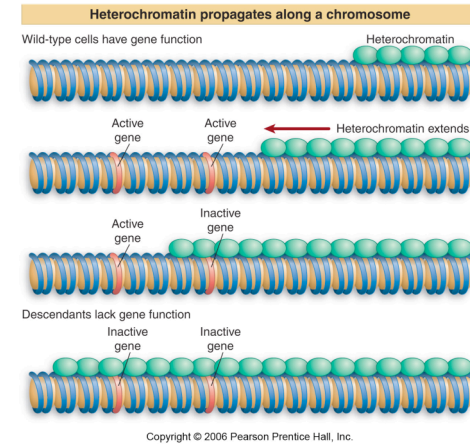 Heterochromatin propagates along a chromosome
Wild-type cells have gene function
Heterochromatin
Active
gene
Active
gene
Heterochromatin extends
Active
gene
Inactive
gene
Descendants lack gene function
Inactive
gene
Inactive
gene
Copyright © 2006 Pearson Prentice Hall, Inc.